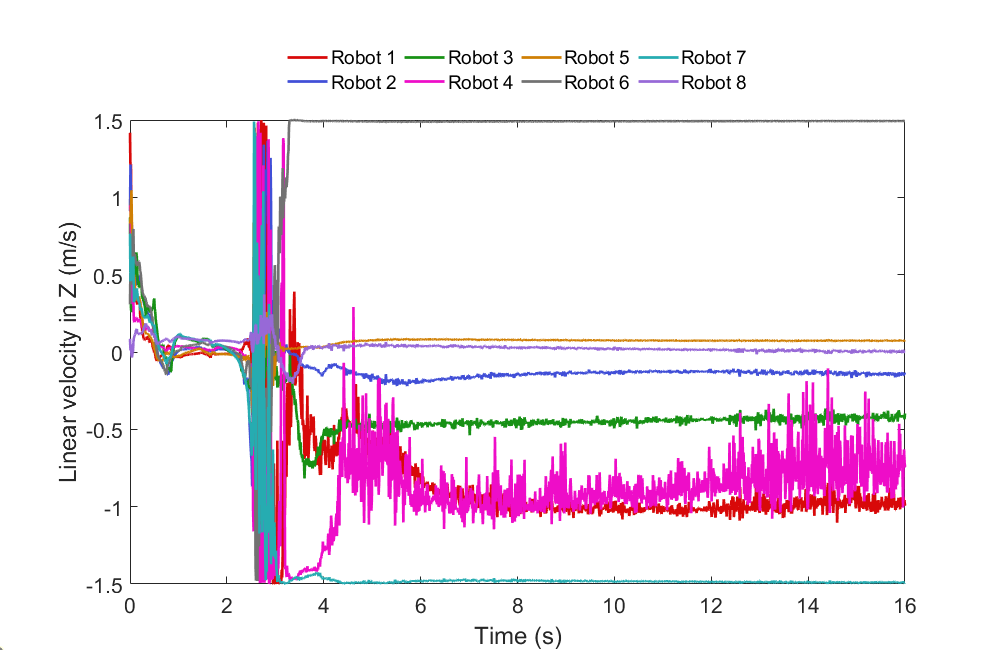 Robot 1 Robot 3 Robot 5 Robot 7
Robot 2 Robot 4 Robot 6 Robot 8
1.5
1
0.5
0
-0.5
-1
-1.5
Linear velocity in Z (m/s)
0 2 4 6 8 10 12 14 16
Time (s)